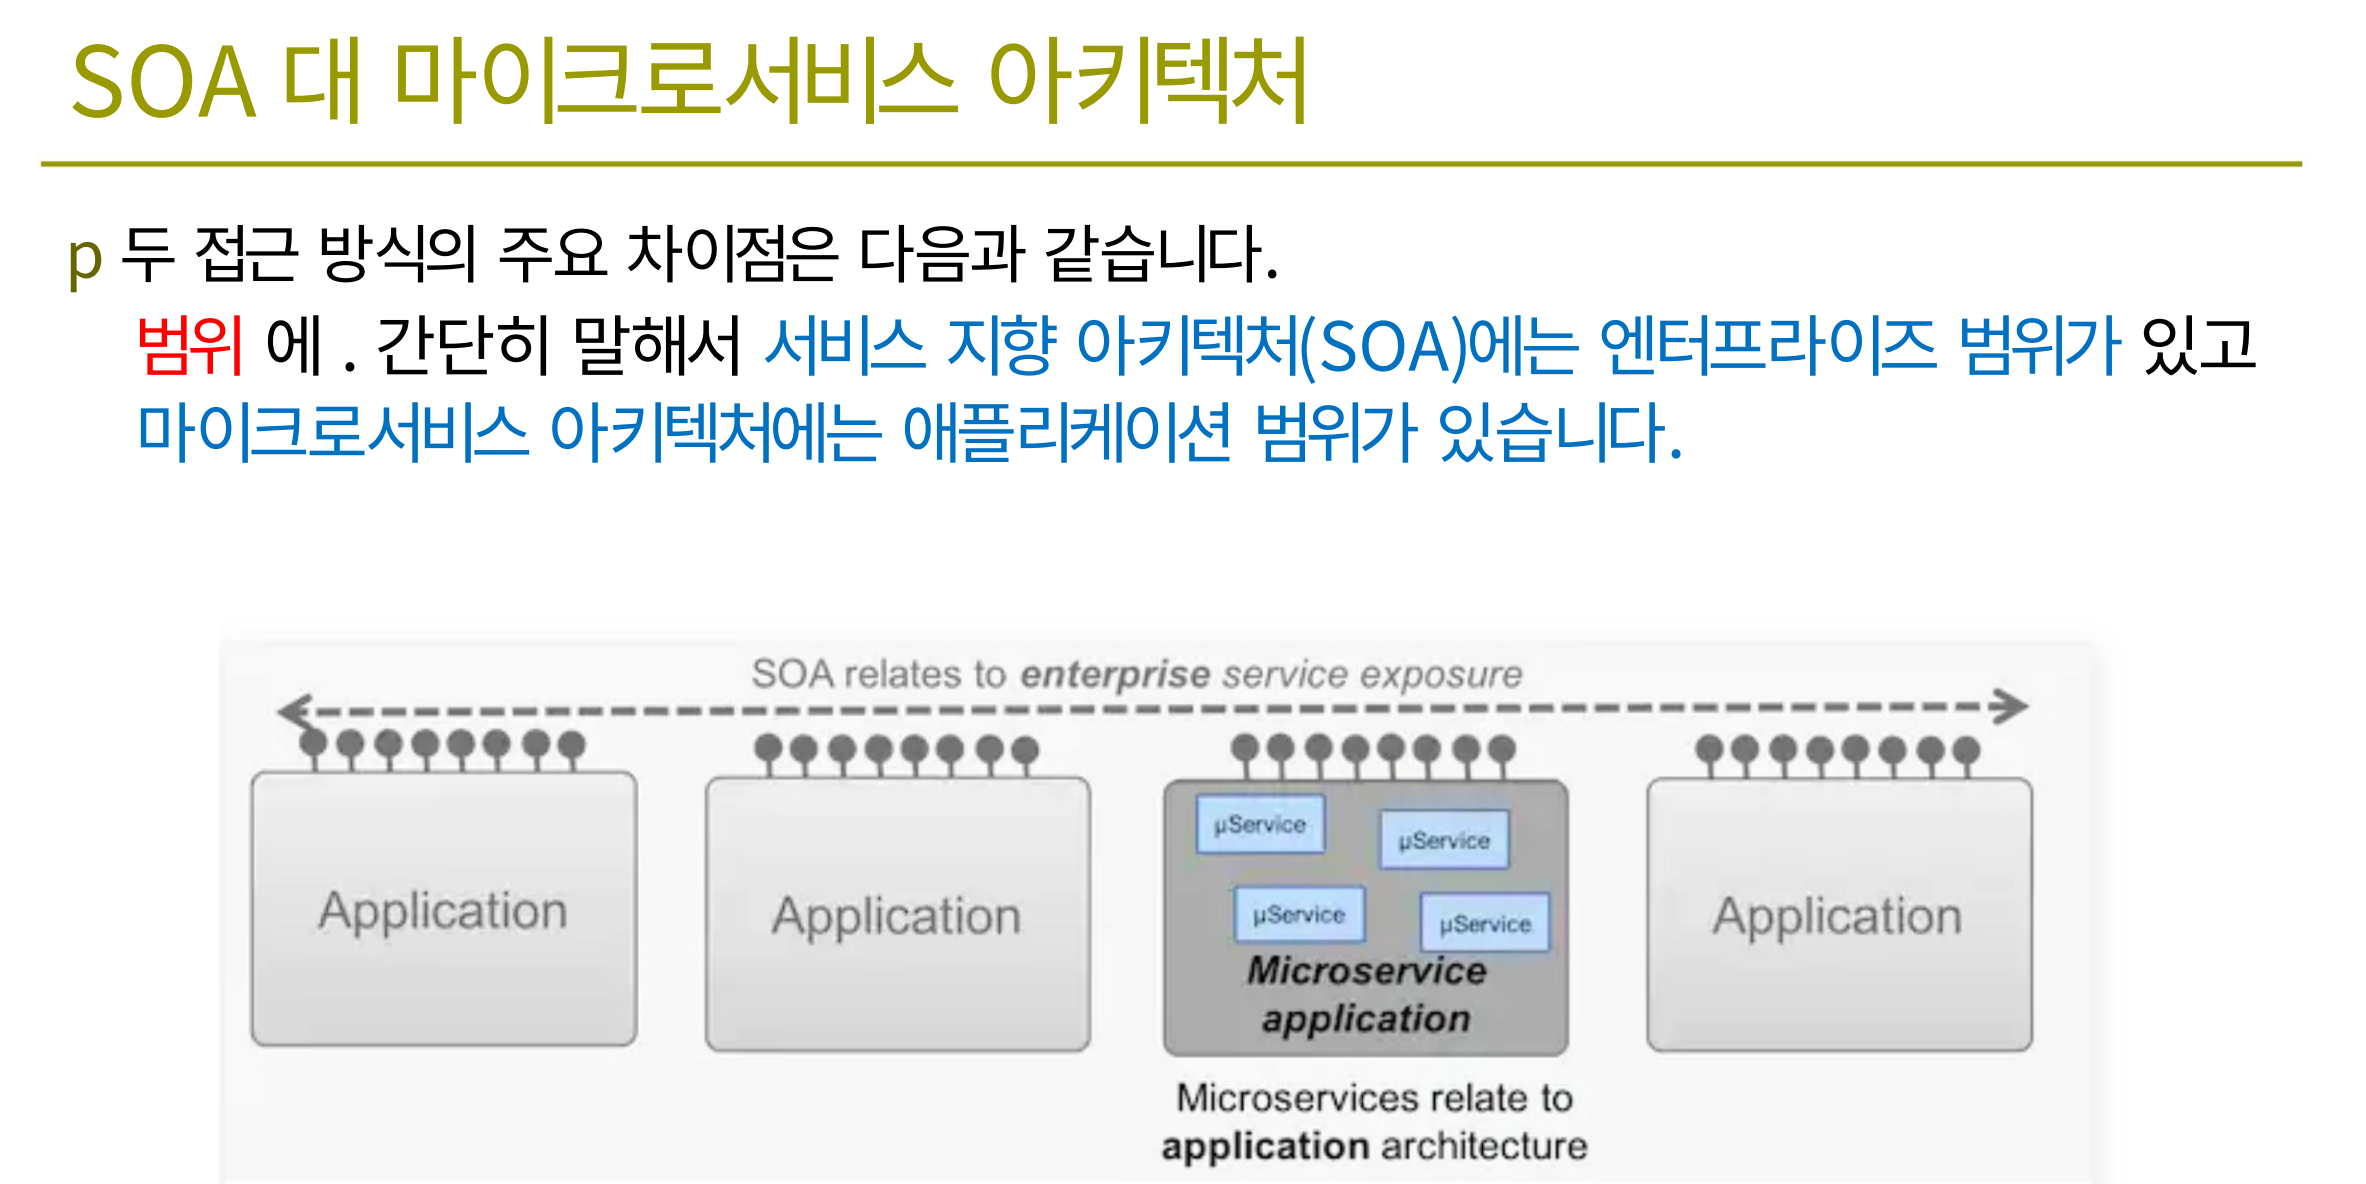 SOA 대 마이크로서비스 아키텍처
p 두 접근 방식의 주요 차이점은 다음과 같습니다.
범위 에 . 간단히 말해서 서비스 지향 아키텍처(SOA)에는 엔터프라이즈 범위가 있고
마이크로서비스 아키텍처에는 애플리케이션 범위가 있습니다.
SOA relates to enterprise service exposure
Application
Application
μService
μService
μService
μService
Microservice
application
Application
Microservices relate to
application architecture